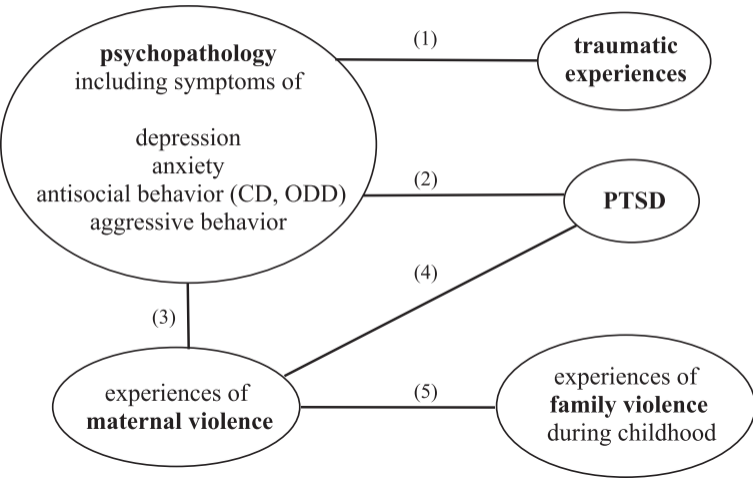 psychopathology
including symptoms of
depression
anxiety
antisocial behavior (CD, ODD)
aggressive behavior
(1)
traumatic
experiences
(2)
PTSD
(4)
(3)
experiences of
maternal violence
(5)
experiences of
family violence
during childhood